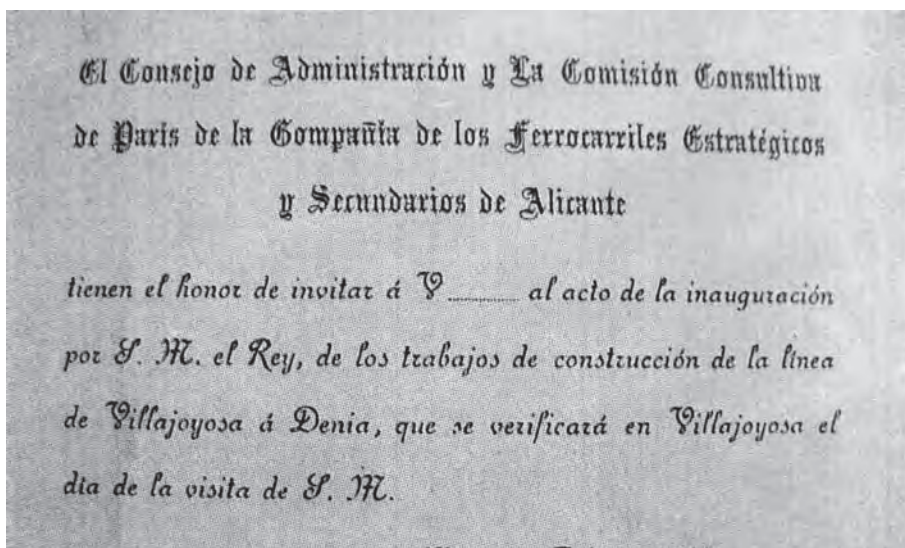 El Consejo de Administración y La Comisión Consultiva
de Paris de la Compañía de los Ferrocarriles Estratégicos
y Secundarios de Alicante
tienen el honor de invitar á V......... al acto de la inauguración
por S. M. el Rey, de los trabajos de construcción de la línea
de Villajoyosa á Denia, que se verificará en Villajoyosa el
día de la visita de S. M.